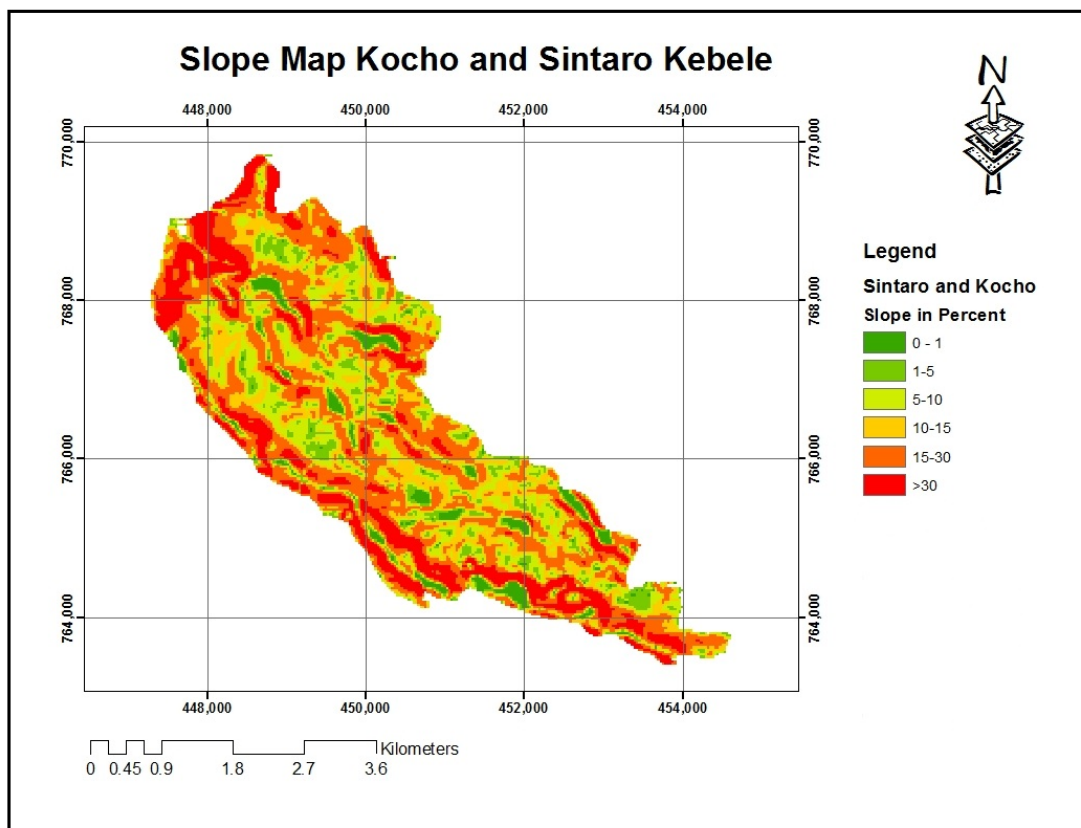 Slope Map Kocho and Sintaro Kebele
N
448,000 450,000 452,000 454,000
770,000 770,000
768,000 768,000
766,000 766,000
764,000 764,000
448,000 450,000 452,000 454,000
Legend
Sintaro and Kocho
Slope in Percent
0 - 1
1-5
5-10
10-15
15-30
>30
Kilometers
0 0.45 0.9 1.8 2.7 3.6